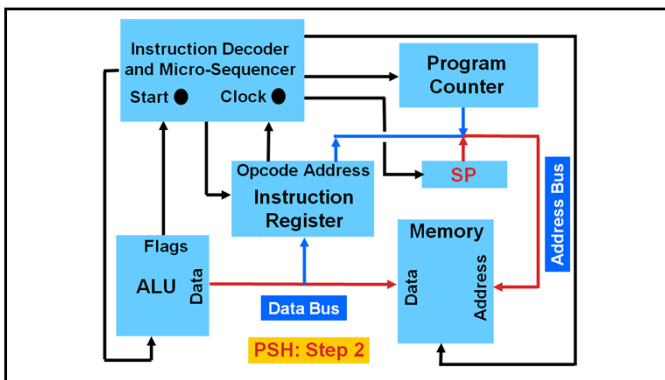 Instruction Decoder
and Micro-Sequencer
Start
Clock
Program
Counter
Opcode Address
Instruction
Register
SP
Address Bus
Flags
ALU
Data
Memory
Data
Address
Data Bus
PSH: Step 2